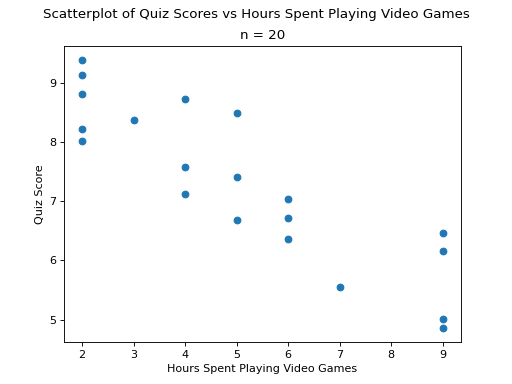 Scatterplot of Quiz Scores vs Hours Spent Playing Video Games
n = 20
9
8
7
6
5
Quiz Score
2 3 4 5 6 7 8 9
Hours Spent Playing Video Games